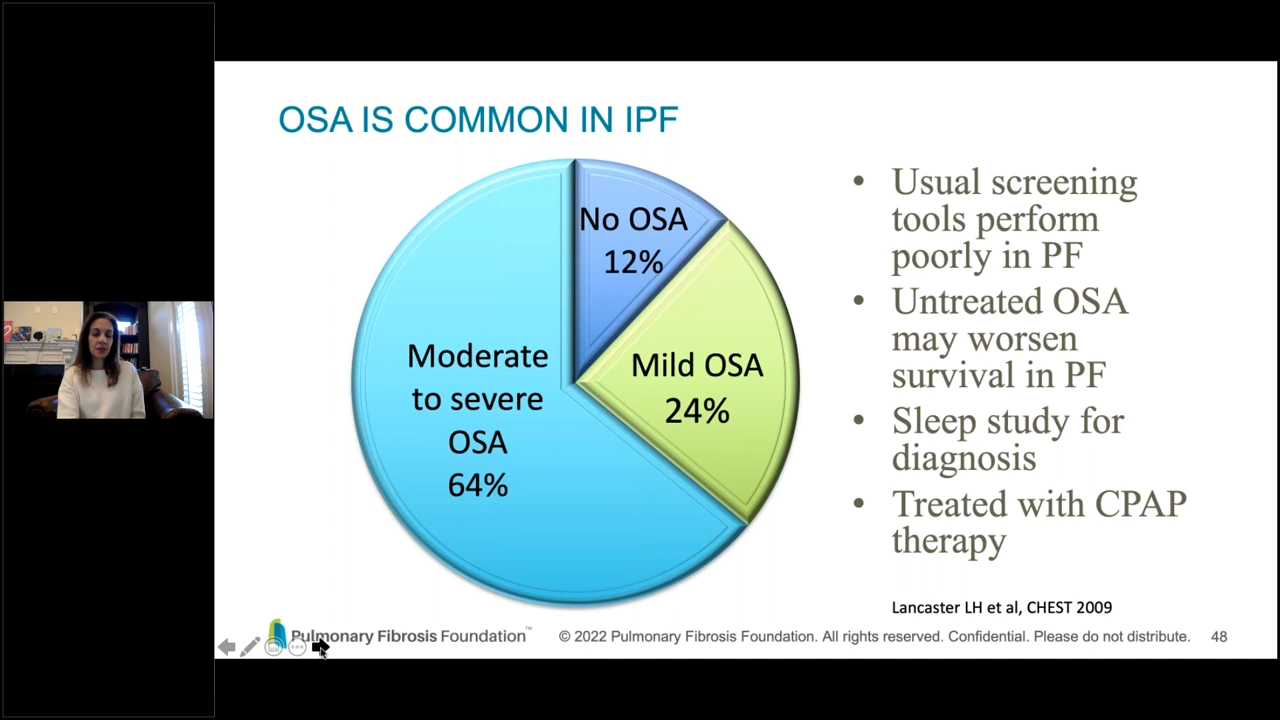 OSA IS COMMON IN IPF
No OSA
12%
Mild OSA
24%
Moderate
to severe
OSA
64%
• Usual screening
tools perform
poorly in PF
• Untreated OSA
may worsen
survival in PF
• Sleep study for
diagnosis
• Treated with CPAP
therapy
Lancaster LH et al, CHEST 2009
Pulmonary Fibrosis Foundation™
© 2022 Pulmonary Fibrosis Foundation. All rights reserved. Confidential. Please do not distribute.
48